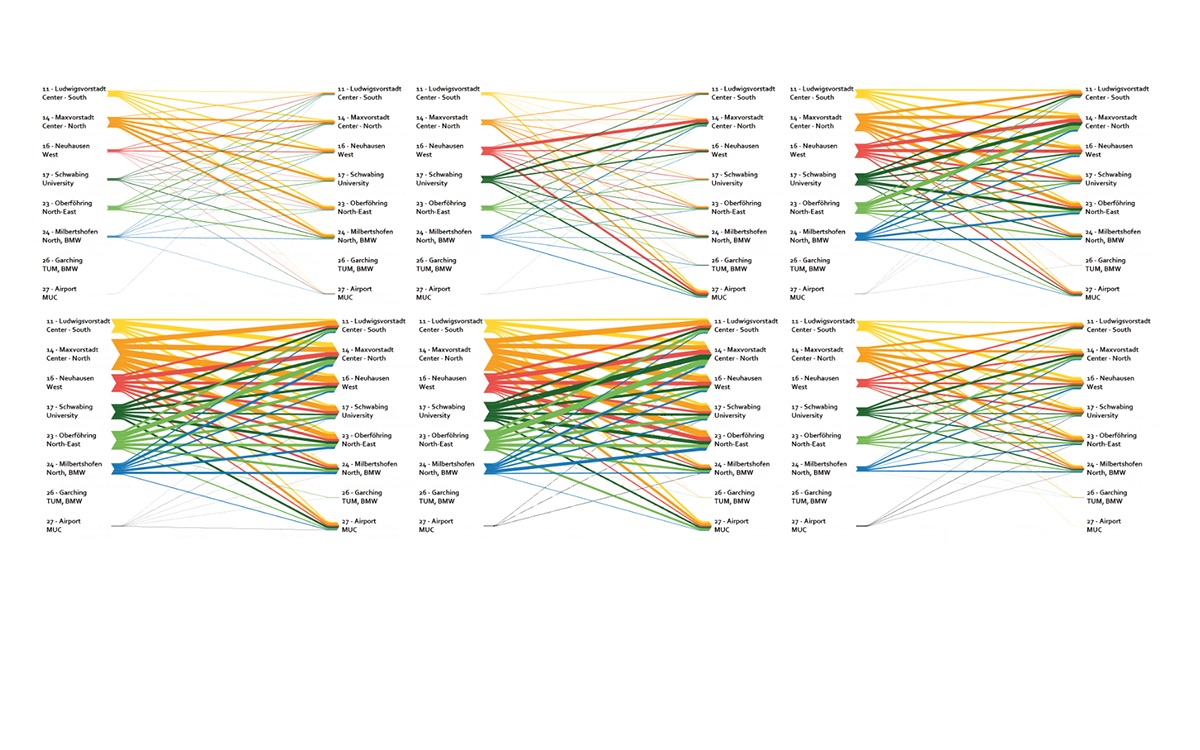 11 - Ludwigsvorstadt
Center - South
14 - Maxvorstadt
Center - North
16 - Neuhausen
West
17 - Schwabing
University
23 - Oberföhring
North-East
24 - Milbertshofen
North, BMW
26 - Garching
TUM, BMW
27 - Airport
MUC
11 - Ludwigsvorstadt
Center - South
14 - Maxvorstadt
Center - North
16 - Neuhausen
West
17 - Schwabing
University
23 - Oberföhring
North-East
24 - Milbertshofen
North, BMW
26 - Garching
TUM, BMW
27 - Airport
MUC
11 - Ludwigsvorstadt
Center - South
14 - Maxvorstadt
Center - North
16 - Neuhausen
West
17 - Schwabing
University
23 - Oberföhring
North-East
24 - Milbertshofen
North, BMW
26 - Garching
TUM, BMW
27 - Airport
MUC
11 - Ludwigsvorstadt
Center - South
14 - Maxvorstadt
Center - North
16 - Neuhausen
West
17 - Schwabing
University
23 - Oberföhring
North-East
24 - Milbertshofen
North, BMW
26 - Garching
TUM, BMW
27 - Airport
MUC
11 - Ludwigsvorstadt
Center - South
14 - Maxvorstadt
Center - North
16 - Neuhausen
West
17 - Schwabing
University
23 - Oberföhring
North-East
24 - Milbertshofen
North, BMW
26 - Garching
TUM, BMW
27 - Airport
MUC
11 - Ludwigsvorstadt
Center - South
14 - Maxvorstadt
Center - North
16 - Neuhausen
West
17 - Schwabing
University
23 - Oberföhring
North-East
24 - Milbertshofen
North, BMW
26 - Garching
TUM, BMW
27 - Airport
MUC
11 - Ludwigsvorstadt
Center - South
14 - Maxvorstadt
Center - North
16 - Neuhausen
West
17 - Schwabing
University
23 - Oberföhring
North-East
24 - Milbertshofen
North, BMW
26 - Garching
TUM, BMW
27 - Airport
MUC
11 - Ludwigsvorstadt
Center - South
14 - Maxvorstadt
Center - North
16 - Neuhausen
West
17 - Schwabing
University
23 - Oberföhring
North-East
24 - Milbertshofen
North, BMW
26 - Garching
TUM, BMW
27 - Airport
MUC
11 - Ludwigsvorstadt
Center - South
14 - Maxvorstadt
Center - North
16 - Neuhausen
West
17 - Schwabing
University
23 - Oberföhring
North-East
24 - Milbertshofen
North, BMW
26 - Garching
TUM, BMW
27 - Airport
MUC
11 - Ludwigsvorstadt
Center - South
14 - Maxvorstadt
Center - North
16 - Neuhausen
West
17 - Schwabing
University
23 - Oberföhring
North-East
24 - Milbertshofen
North, BMW
26 - Garching
TUM, BMW
27 - Airport
MUC
11 - Ludwigsvorstadt
Center - South
14 - Maxvorstadt
Center - North
16 - Neuhausen
West
17 - Schwabing
University
23 - Oberföhring
North-East
24 - Milbertshofen
North, BMW
26 - Garching
TUM, BMW
27 - Airport
MUC
11 - Ludwigsvorstadt
Center - South
14 - Maxvorstadt
Center - North
16 - Neuhausen
West
17 - Schwabing
University
23 - Oberföhring
North-East
24 - Milbertshofen
North, BMW
26 - Garching
TUM, BMW
27 - Airport
MUC